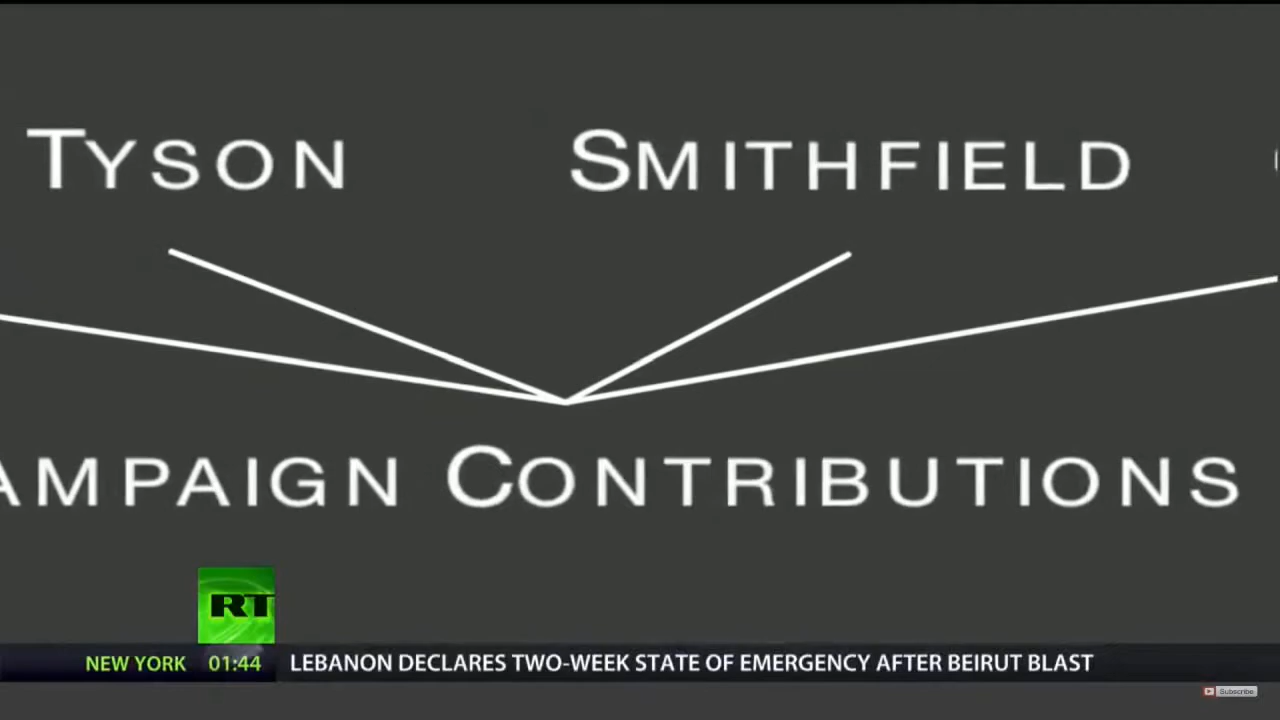 TYSON SMITHFIELD
AMPAIGN CONTRIBUTIONS
RT
NEW YORK 01:44 LEBANON DECLARES TWO-WEEK STATE OF EMERGENCY AFTER BEIRUT BLAST
Subscribe